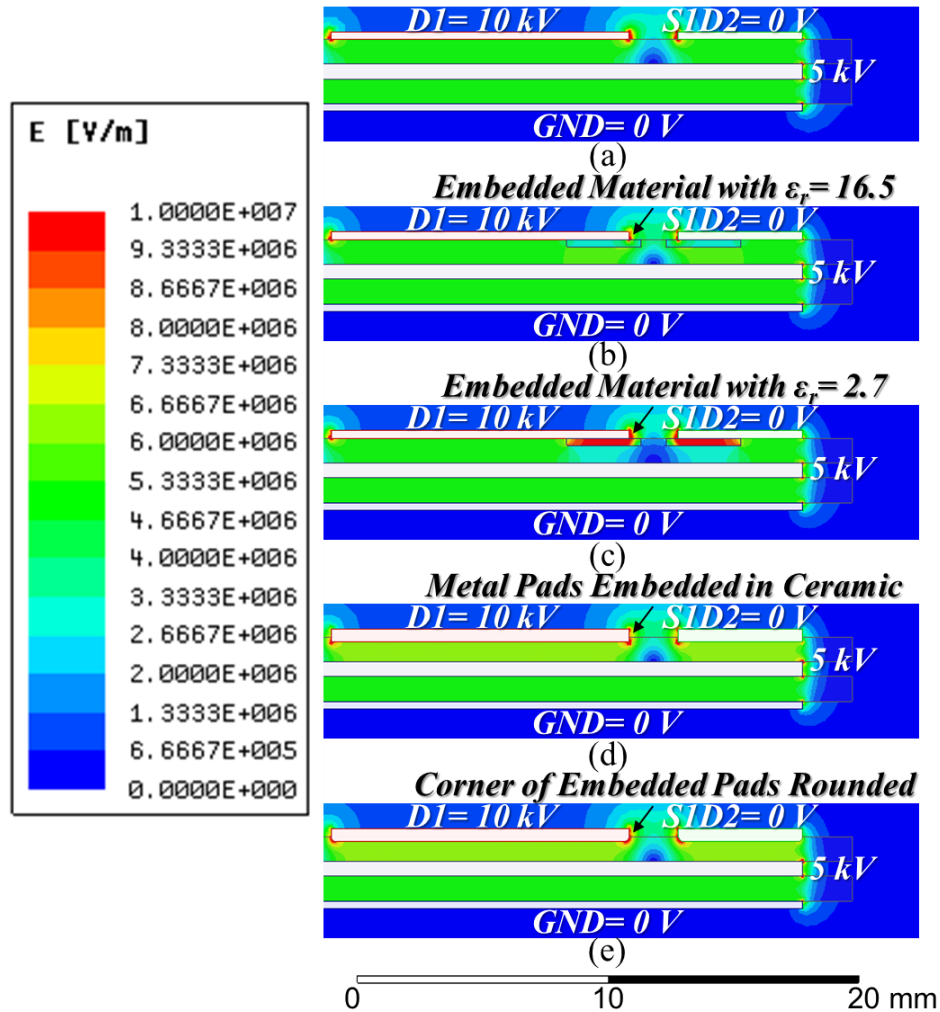 E [V/m]
1.0000E+007
9.3333E+006
8.6667E+006
8.0000E+006
7.3333E+006
6.6667E+006
6.0000E+006
5.3333E+006
4.6667E+006
4.0000E+006
3.3333E+006
2.6667E+006
2.0000E+006
1.3333E+006
6.6667E+005
0.0000E+000
D1= 10 kV S1D2= 0 V
5 kV
GND= 0 V
(a)
Embedded Material with εr= 16.5
D1= 10 kV S1D2= 0 V
5 kV
GND= 0 V
(b)
Embedded Material with εr= 2.7
D1= 10 kV S1D2= 0 V
5 kV
GND= 0 V
(c)
Metal Pads Embedded in Ceramic
D1= 10 kV S1D2= 0 V
5 kV
GND= 0 V
(d)
Corner of Embedded Pads Rounded
D1= 10 kV S1D2= 0 V
5 kV
GND= 0 V
(e)
0 10 20 mm